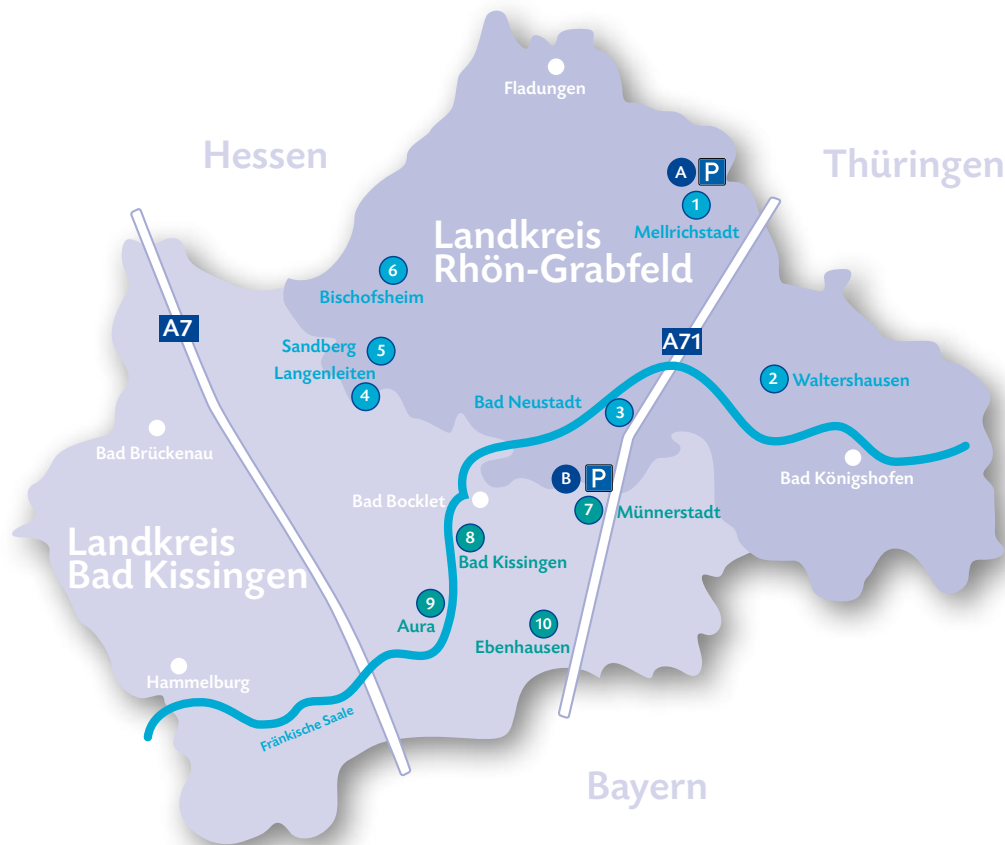 Fladungen
Hessen
Thüringen
A P
1
Mellrichstadt
Landkreis
Rhön-Grabfeld
6
Bischofsheim
A7
A71
Sandberg 5
Langenleiten
4
2 Waltershausen
Bad Neustadt 3
Bad Brückenau
Bad Königshofen
B P
Bad Bocklet
7 Münnerstadt
Landkreis
Bad Kissingen
8
Bad Kissingen
9
Aura
10
Ebenhausen
Hammelburg
Fränkische Saale
Bayern